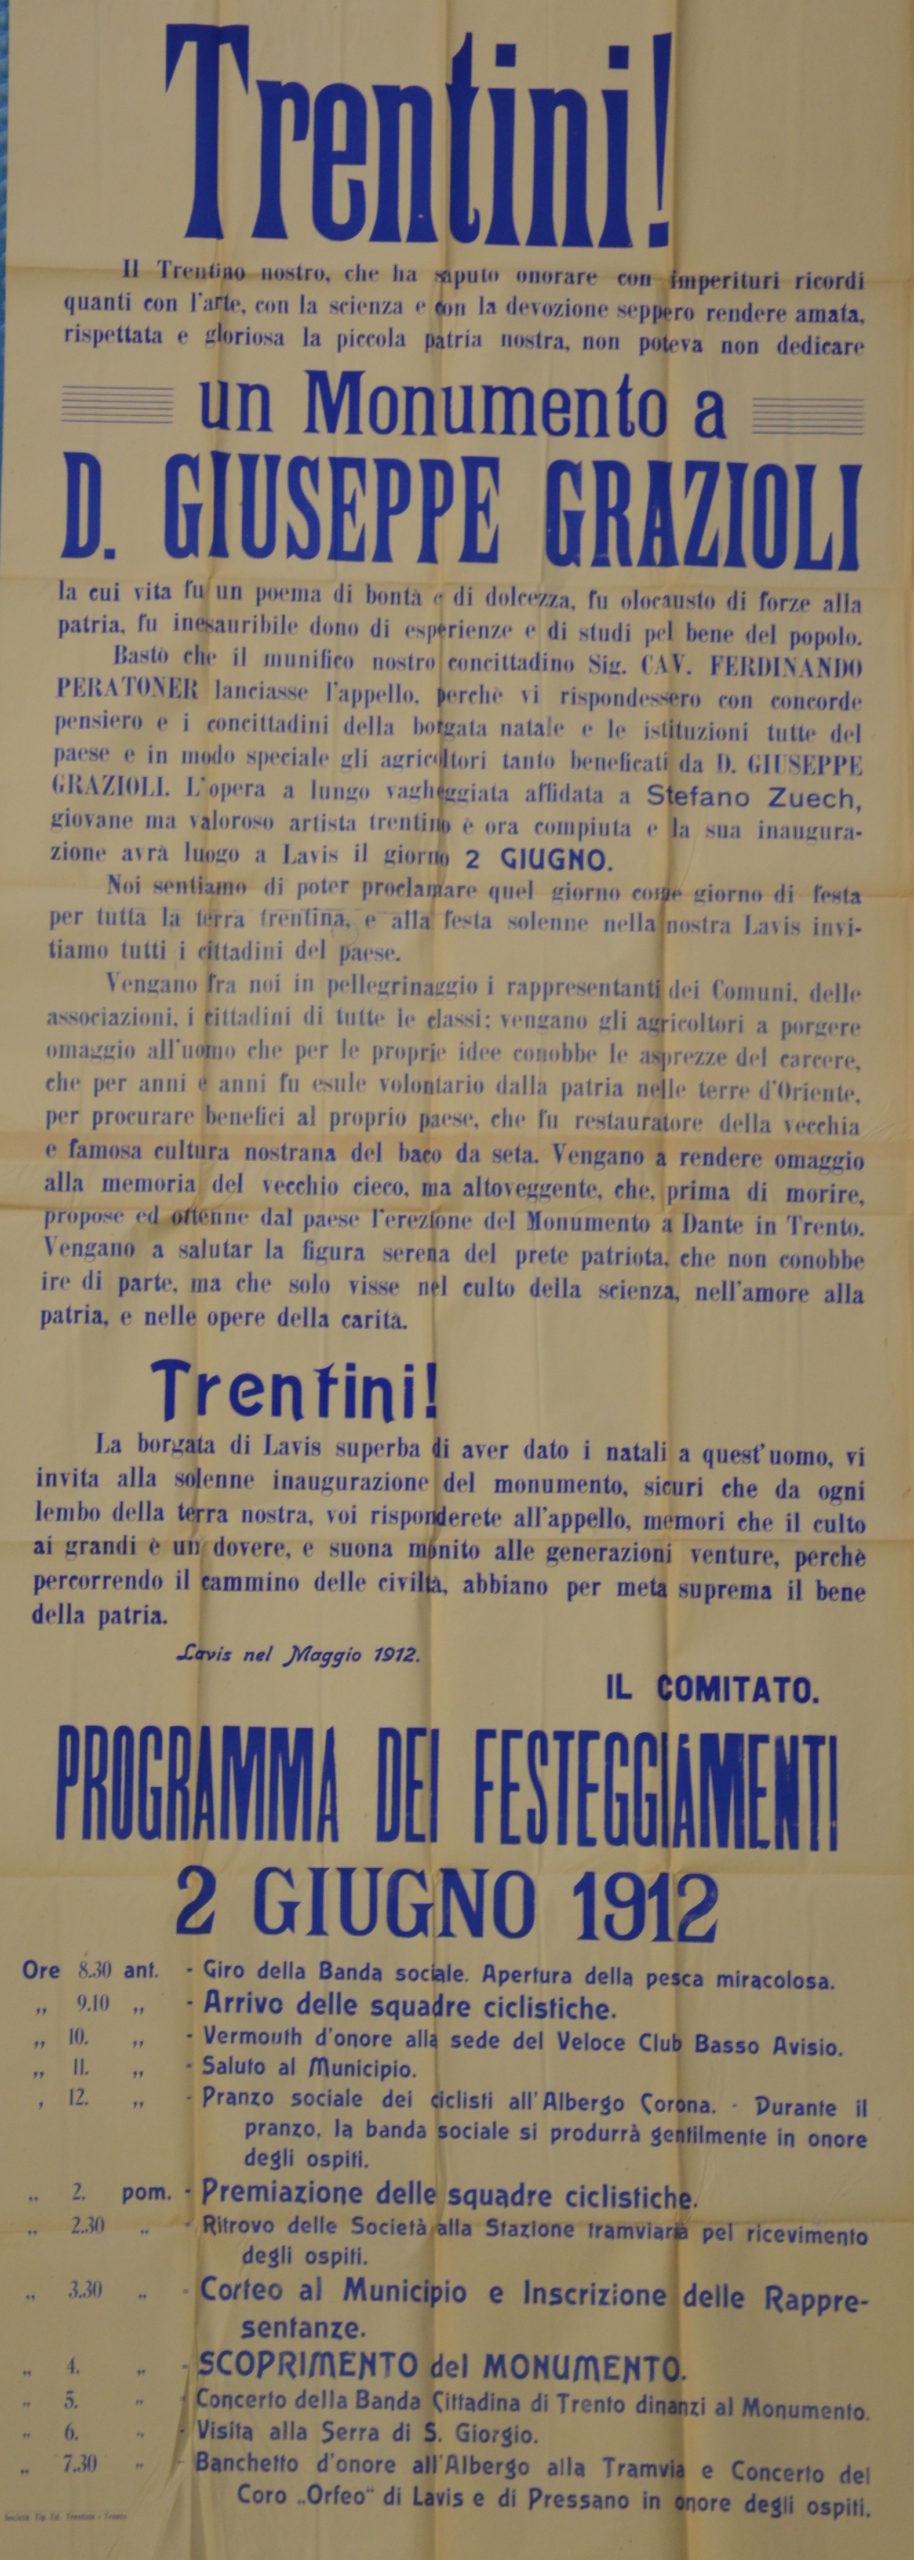 Trentini!
Il Trentino nostro, che ha saputo onorare con imperituri ricordi
quanti con l'arte, con la scienza e con la devozione seppero rendere amata,
rispettata e gloriosa la piccola patria nostra, non poteva non dedicare
un Monumento a
D. GIUSEPPE GRAZIOLI
la cui vita fu un poema di bontà e di dolcezza, fu olocausto di forze alla
patria, fu inesauribile dono di esperienze e di studi pel bene del popolo.
Bastò che il munifico nostro concittadino Sig. CAV. FERDINANDO
PERATONER lanciasse l'appello, perchè vi rispondessero con concorde
pensiero e i concittadini della borgata natale e le istituzioni tutte del
paese e in modo speciale gli agricoltori tanto beneficati da D. GIUSEPPE
GRAZIOLI. L'opera a lungo vagheggiata affidata a Stefano Zuech,
giovane ma valoroso artista trentino è ora compiuta e la sua inaugura-
zione avrà luogo a Lavis il giorno 2 GIUGNO.
Noi sentiamo di poter proclamare quel giorno come giorno di festa
per tutta la terra trentina, e alla festa solenne nella nostra Lavis invi-
tiamo tutti i cittadini del paese.
Vengano fra noi in pellegrinaggio i rappresentanti dei Comuni, delle
associazioni, i cittadini di tutte le classi; vengano gli agricoltori a porgere
omaggio all'uomo che per le proprie idee conobbe le asprezze del carcere,
che per anni e anni fu esule volontario dalla patria nelle terre d'Oriente,
per procurare benefici al proprio paese, che fu restauratore della vecchia
e famosa cultura nostrana del baco da seta. Vengano a rendere omaggio
alla memoria del vecchio cieco, ma altoveggente, che, prima di morire,
propose ed ottenne dal paese l'erezione del Monumento a Dante in Trento.
Vengano a salutar la figura serena del prete patriota, che non conobbe
ire di parte, ma che solo visse nel culto della scienza, nell'amore alla
patria, e nelle opere della carità.
Trentini!
La borgata di Lavis superba di aver dato i natali a quest'uomo, vi
invita alla solenne inaugurazione del monumento, sicuri che da ogni
lembo della terra nostra, voi risponderete all'appello, memori che il culto
ai grandi è un dovere, e suona monito alle generazioni venture, perchè
percorrendo il cammino delle civiltà, abbiano per meta suprema il bene
della patria.
Lavis nel Maggio 1912.
IL COMITATO.
PROGRAMMA DEI FESTEGGIAMENTI
2 GIUGNO 1912
Ore 8.30 ant. - Giro della Banda sociale. Apertura della pesca miracolosa.
„ 9.10 „ - Arrivo delle squadre ciclistiche.
„ 10. „ - Vermouth d'onore alla sede del Veloce Club Basso Avisio.
„ 11. „ - Saluto al Municipio.
, 12. „ - Pranzo sociale dei ciclisti all'Albergo Corona. - Durante il
pranzo, la banda sociale si produrrà gentilmente in onore
degli ospiti.
„ 2. pom. - Premiazione delle squadre ciclistiche.
„ 2.30 „ - Ritrovo delle Società alla Stazione tramviaria pel ricevimento
degli ospiti.
„ 3.30 „ - Corteo al Municipio e Inscrizione delle Rappre-
sentanze.
„ 4. „ - SCOPRIMENTO del MONUMENTO.
„ 5. „ - Concerto della Banda Cittadina di Trento dinanzi al Monumento.
„ 6. „ - Visita alla Serra di S. Giorgio.
„ 7.30 „ - Banchetto d'onore all'Albergo alla Tramvia e Concerto del
Coro „Orfeo" di Lavis e di Pressano in onore degli ospiti.
Società Tip. Ed. Trentina - Trento